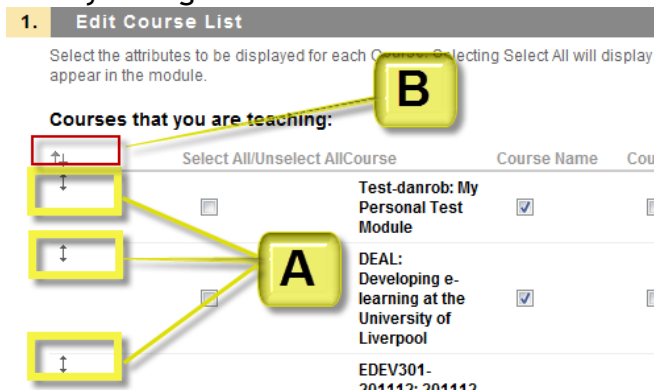 1. Edit Course List
Select the attributes to be displayed for each Course. Selecting Select All will display
appear in the module.
B
Courses that you are teaching:
Select All/Unselect All Course Course Name
Test-danrob: My
Personal Test
Module
A
DEAL:
Developing e-
learning at the
University of
Liverpool
EDEV301-
201112: 201112